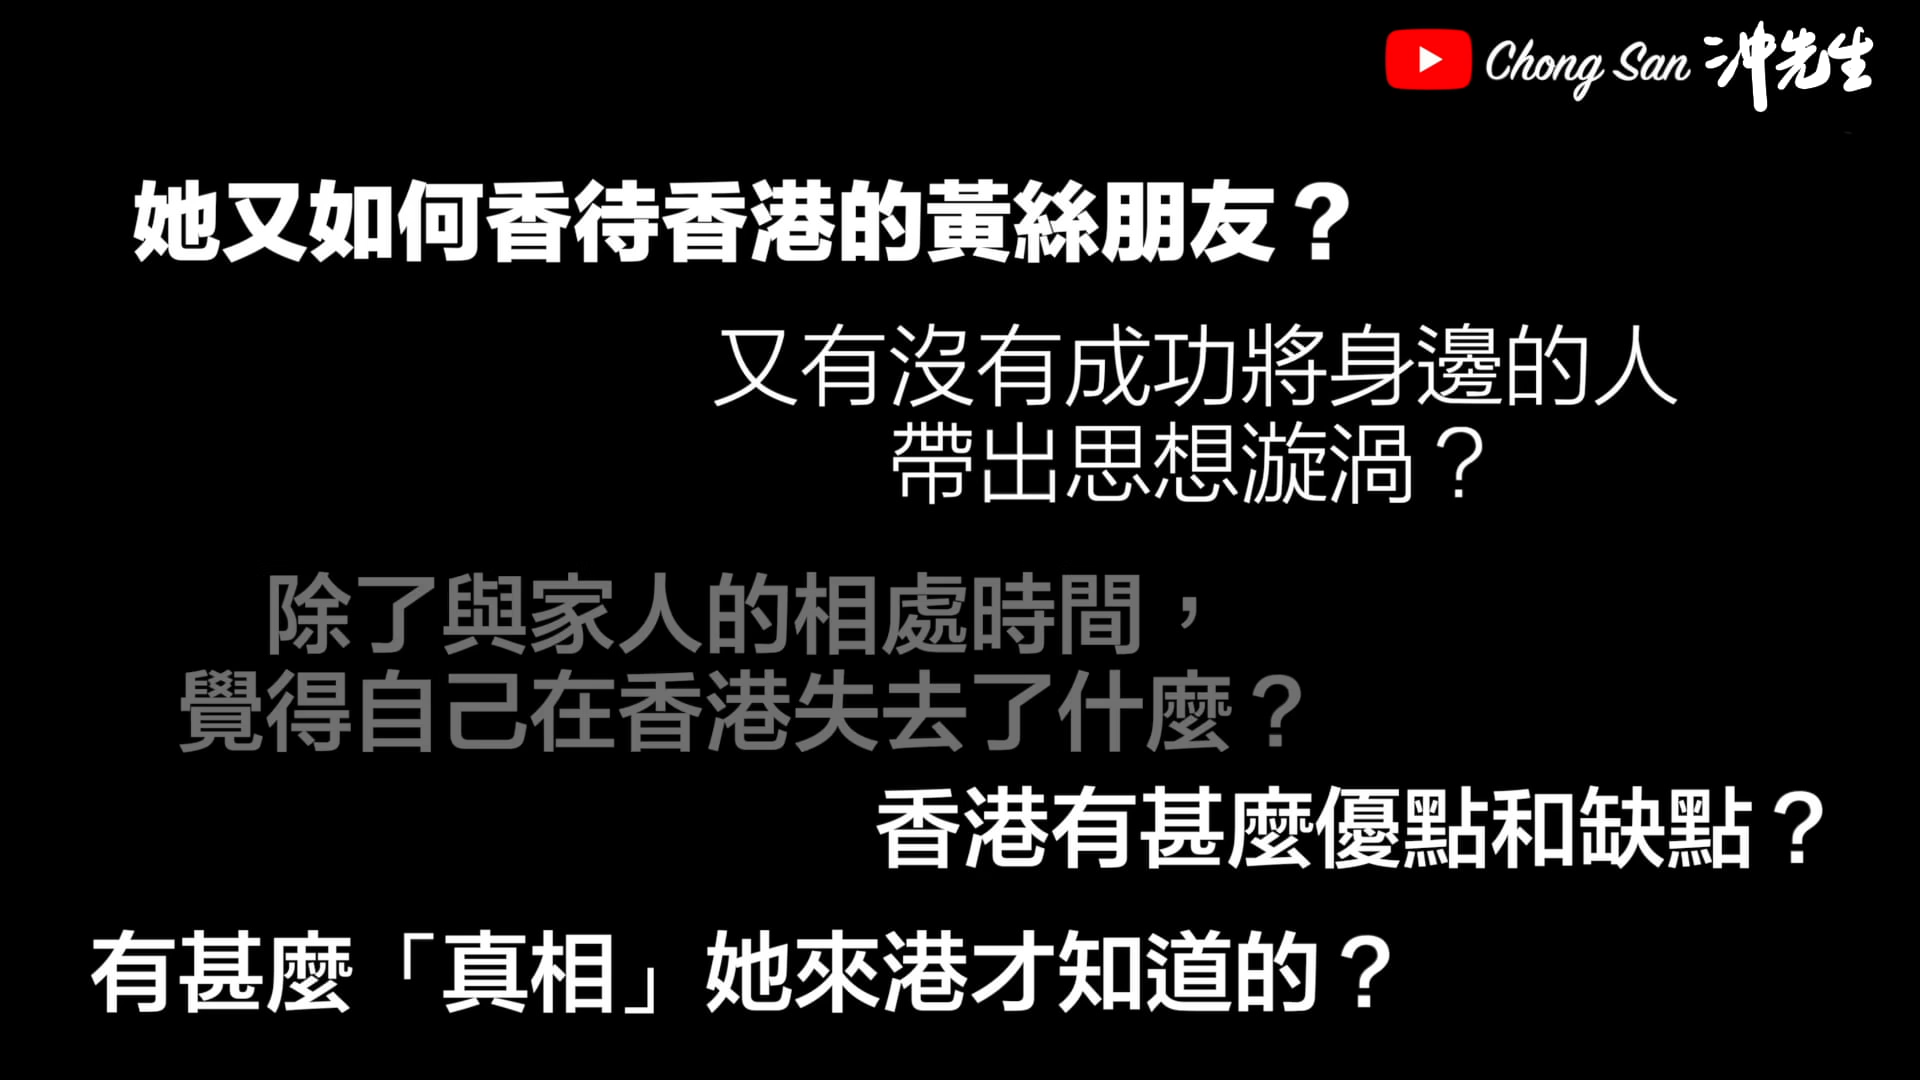 Chong San 沖先生
她又如何香待香港的黃絲朋友？
又有沒有成功將身邊的人
帶出思想漩渦？
除了與家人的相處時間，
覺得自己在香港失去了什麼？
香港有甚麼優點和缺點？
有甚麼「真相」她來港才知道的？